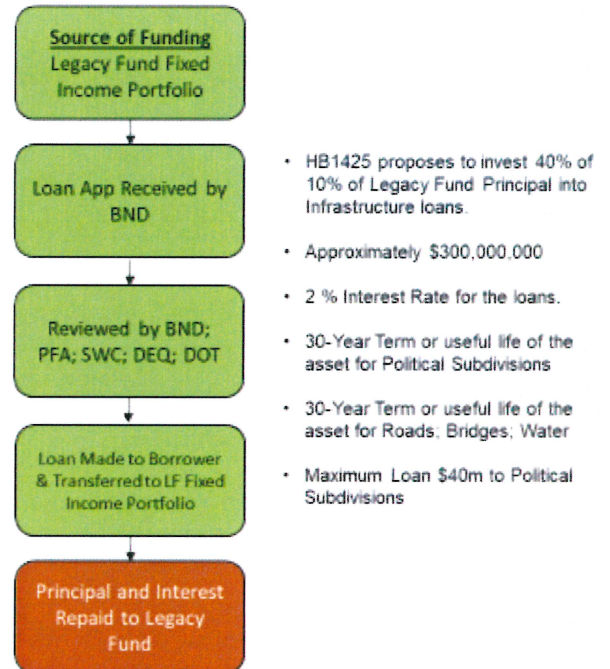 Source of Funding
Legacy Fund Fixed
Income Portfolio
Loan App Received by
BND
Reviewed by BND;
PFA; SWC; DEQ; DOT
Loan Made to Borrower
& Transferred to LF Fixed
Income Portfolio
Principal and Interest
Repaid to Legacy
Fund
• HB1425 proposes to invest 40% of
10% of Legacy Fund Principal into
Infrastructure loans.
• Approximately $300,000,000
• 2 % Interest Rate for the loans.
• 30-Year Term or useful life of the
asset for Political Subdivisions
• 30-Year Term or useful life of the
asset for Roads; Bridges; Water
• Maximum Loan $40m to Political
Subdivisions